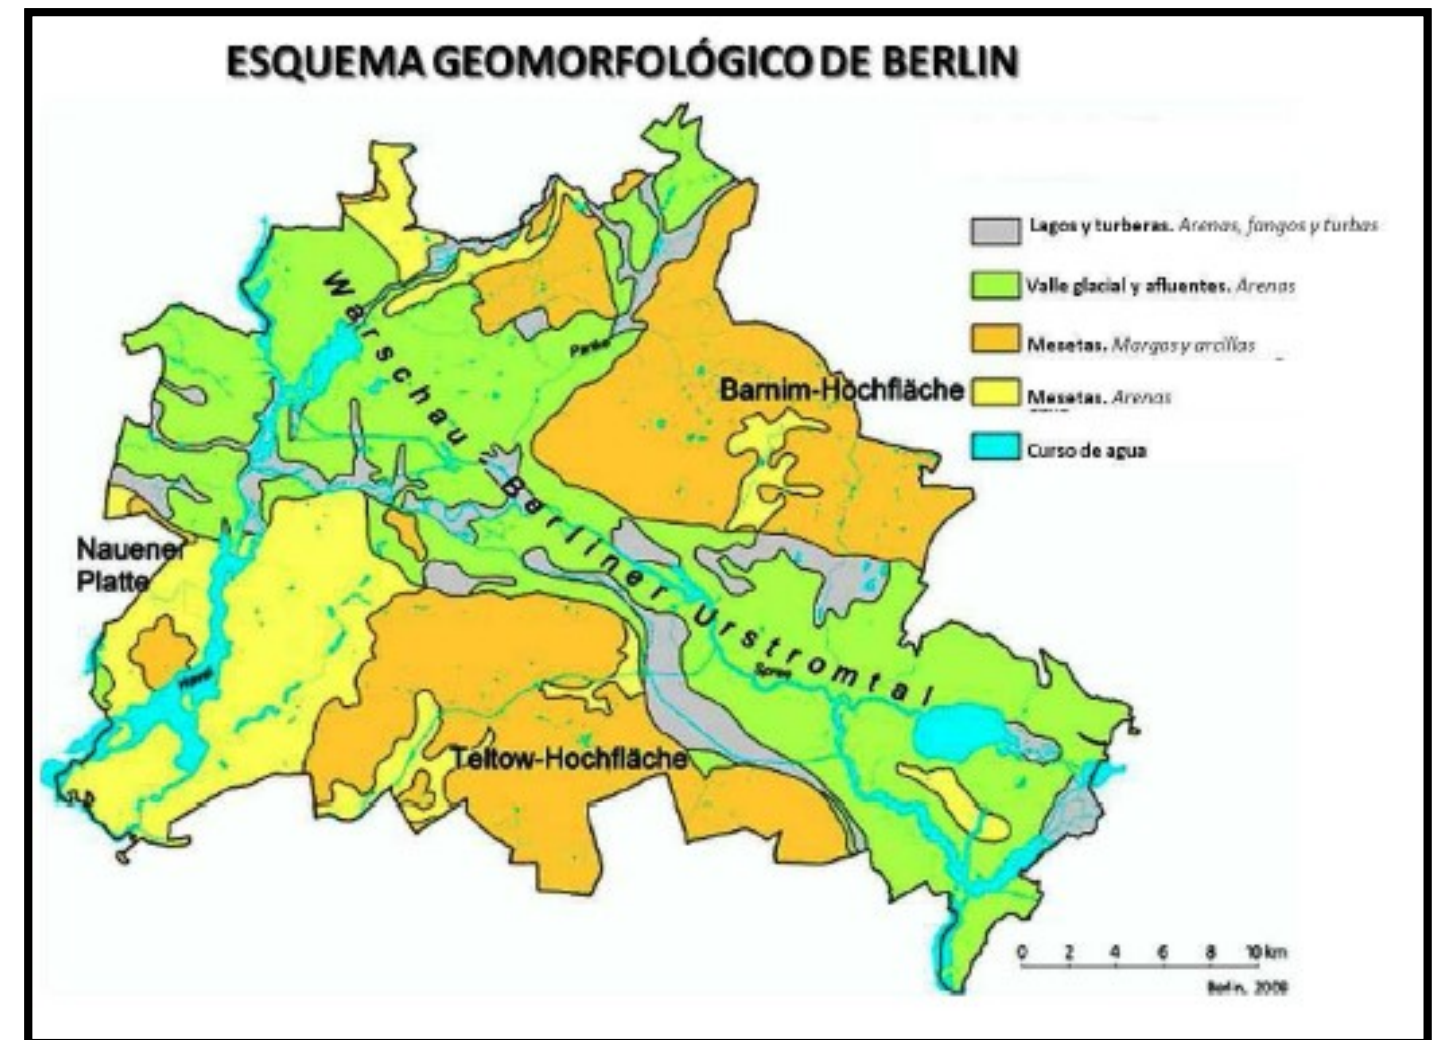 ESQUEMA GEOMORFOLÓGICO DE BERLIN
Lagos y turberas. Arenas, fangos y turbas
Valle glacial y afluentes. Arenas
Mesetas. Margas y arcillas
Mesetas. Arenas
Curso de agua
Warschau - Berliner Urstromtal
Panke
Barnim-Hochfläche
Nauener
Platte
Havel
Spree
Teltow-Hochfläche
0 2 4 6 8 10 km
Berlin, 2008